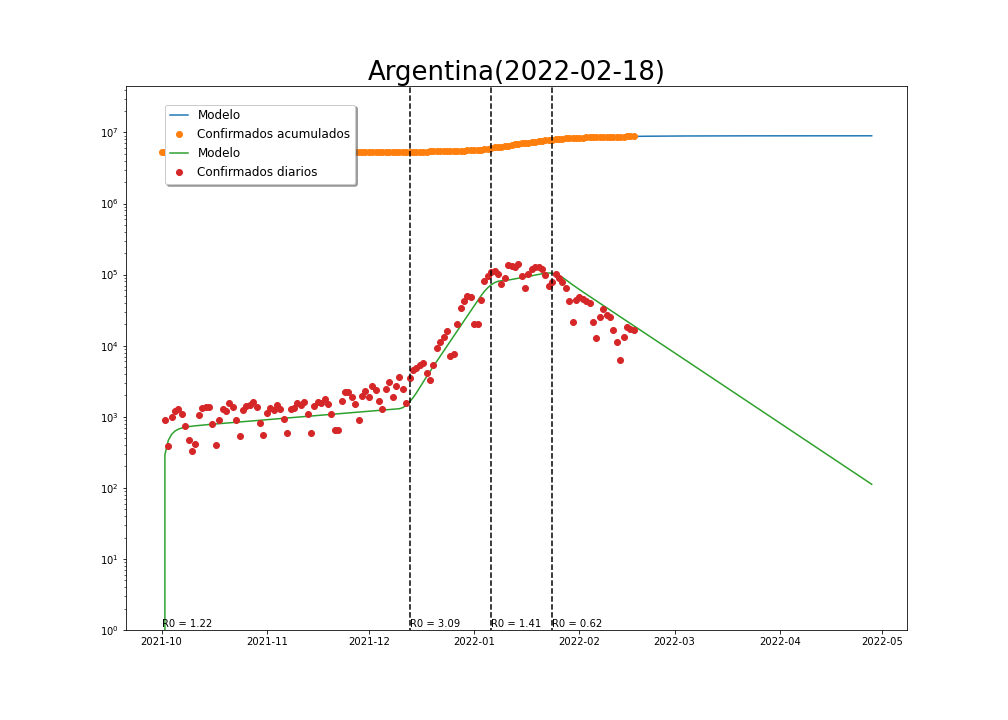 Argentina(2022-02-18)
Modelo
Confirmados acumulados
Modelo
Confirmados diarios
10⁷
10⁶
10⁵
10⁴
10³
10²
10¹
10⁰
R0 = 1.22 R0 = 3.09 R0 = 1.41 R0 = 0.62
2021-10 2021-11 2021-12 2022-01 2022-02 2022-03 2022-04 2022-05